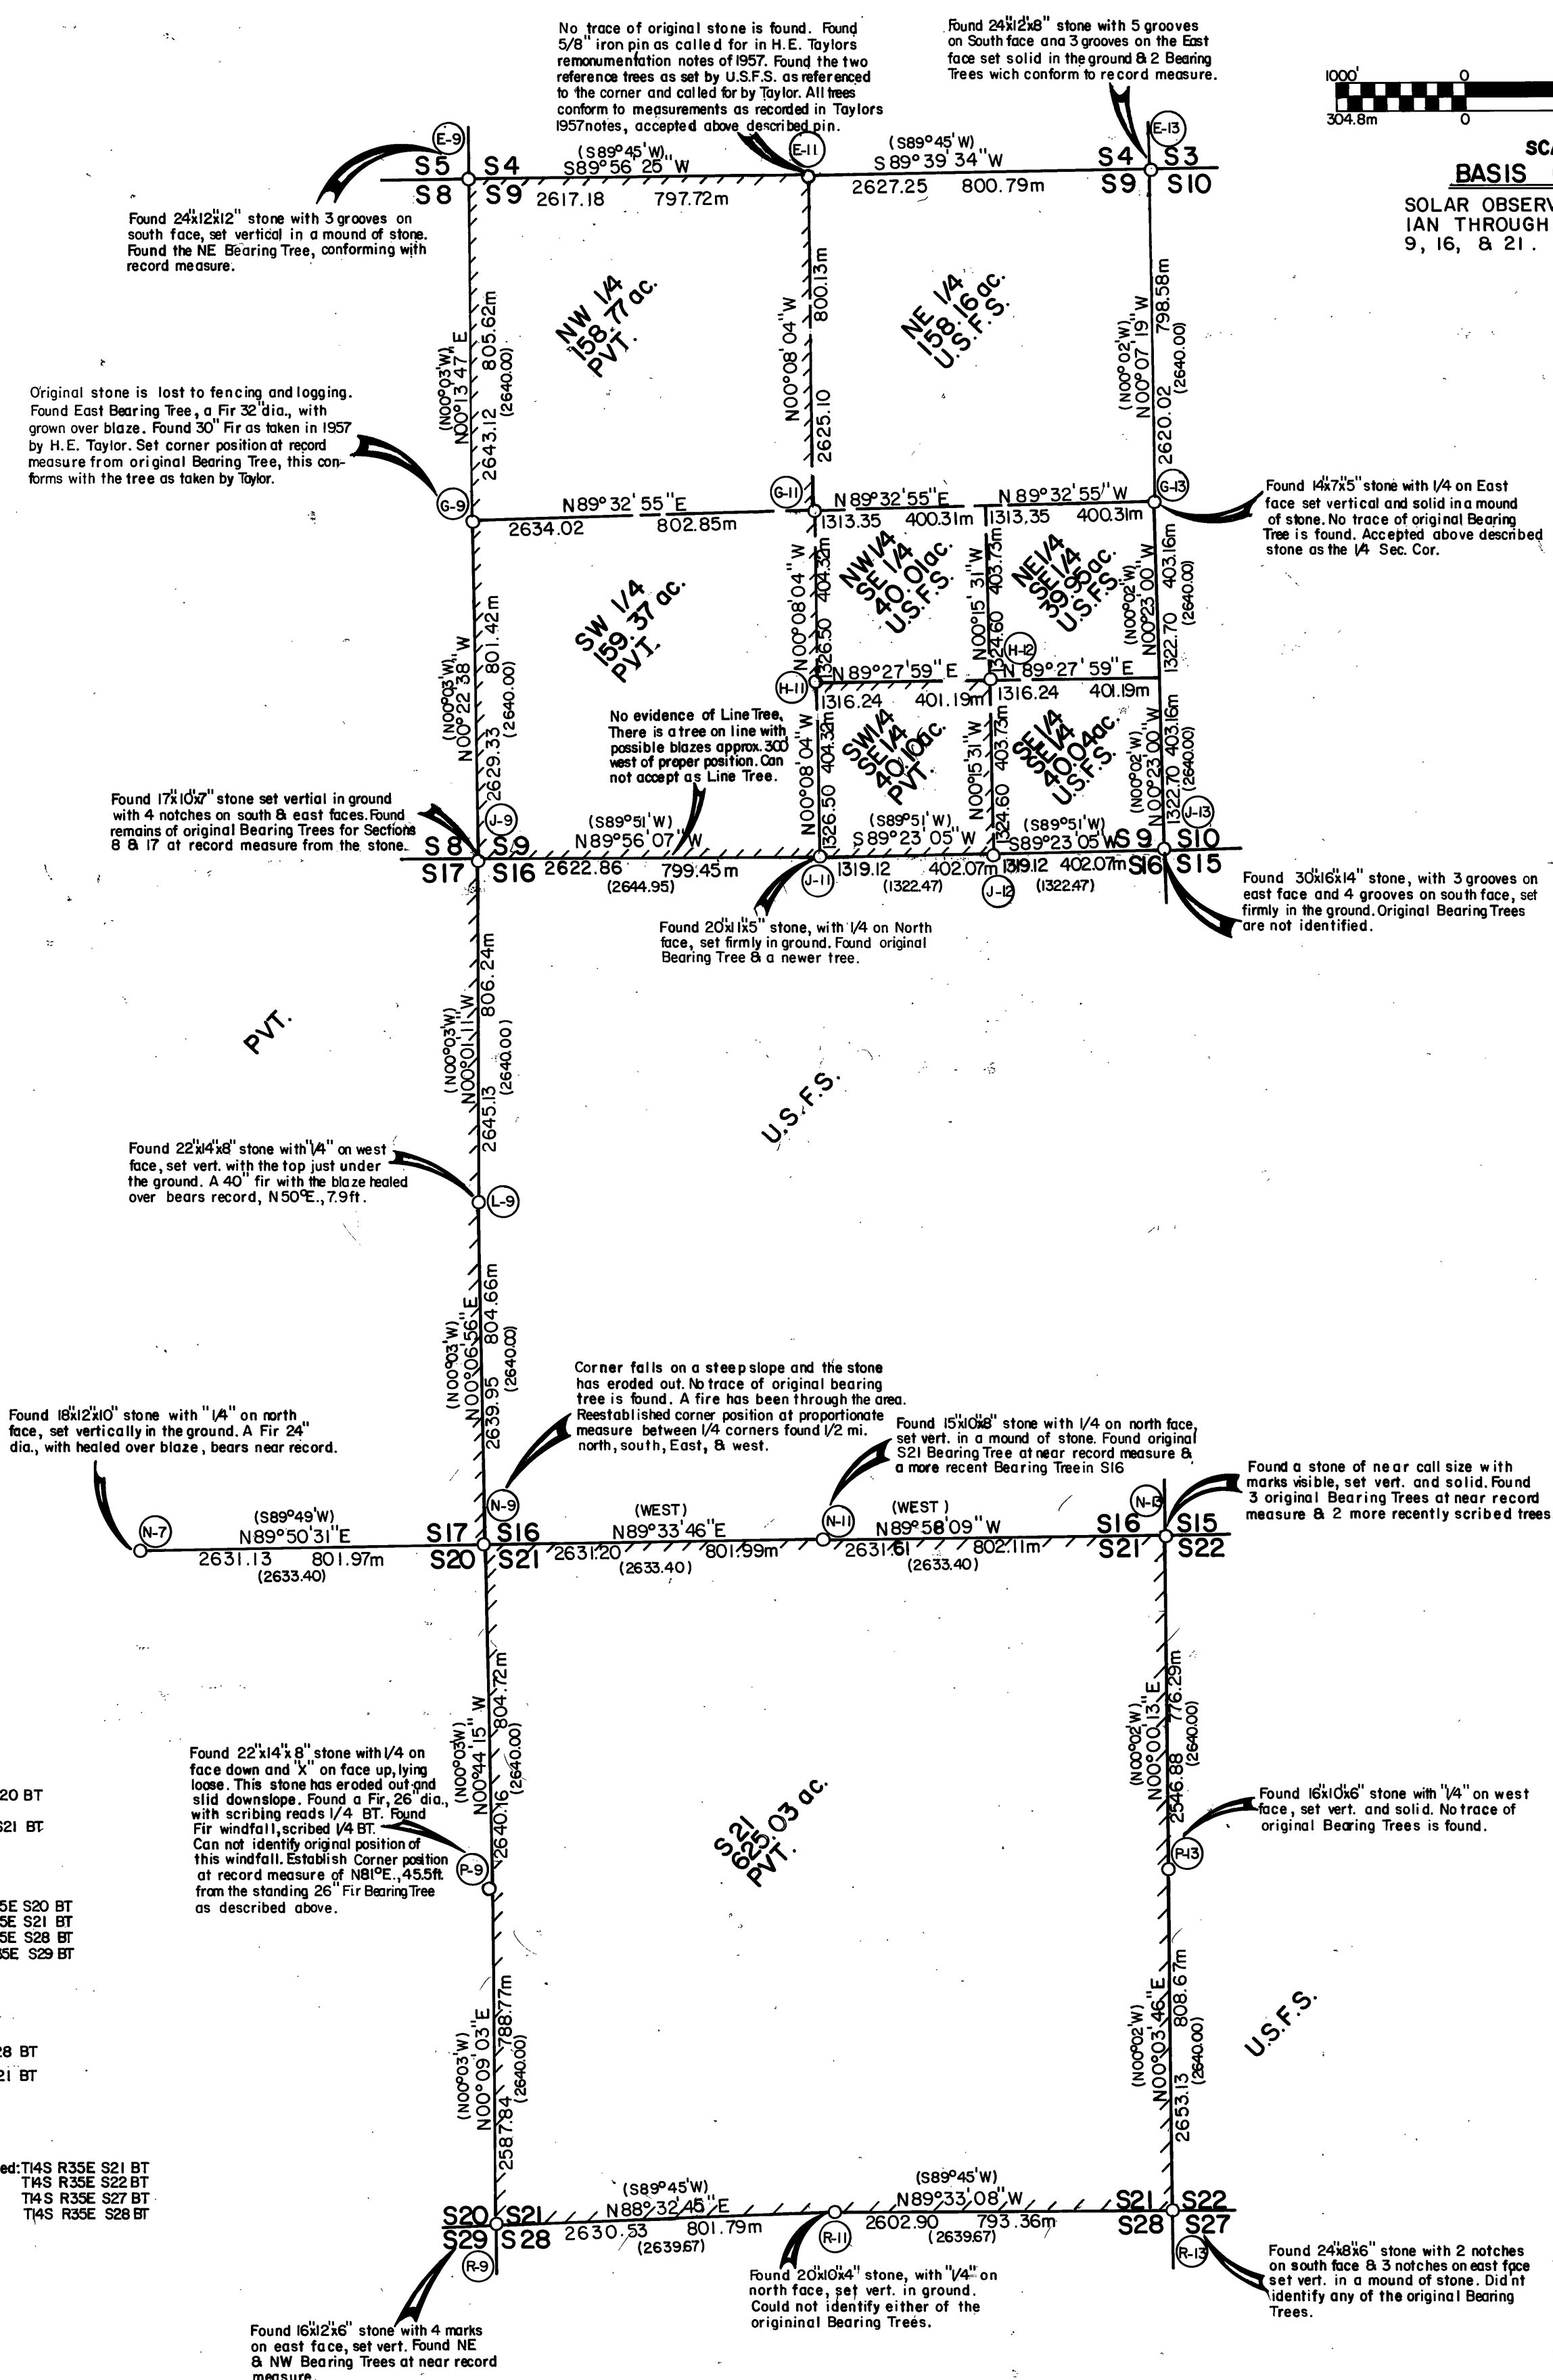 No trace of original stone is found. Found
5/8" iron pin as called for in H.E. Taylors
remonumentation notes of 1957. Found the two
reference trees as set by U.S.F.S. as referenced
to the corner and called for by Taylor. All trees
conform to measurements as recorded in Taylors
1957 notes, accepted above described pin.
Found 24"x12"x8" stone with 5 grooves
on South face and 3 grooves on the East
face set solid in the ground & 2 Bearing
Trees wich conform to record measure.
1000' 0
304.8m 0
BASIS
SOLAR OBSERV
IAN THROUGH
9, 16, & 21.
E-9
E-11
E-13
S5 S4
S8 S9
(S89°45'W)
S89°56'25"W
2617.18 797.72m
(S89°45'W)
S89°39'34"W
2627.25 800.79m
S4 S3
S9 S10
Found 24"x12"x12" stone with 3 grooves on
south face, set vertical in a mound of stone.
Found the NE Bearing Tree, conforming with
record measure.
(N00°03'W)
N00°13'47"E
2643.12 805.62m
(2640.00)
NW 1/4
158.77 ac.
PVT.
N00°08'04"W
2625.10 800.13m
NE 1/4
158.16 ac.
U.S.F.S.
(N00°02'W)
N00°07'19"W
2620.02 798.58m
(2640.00)
Original stone is lost to fencing and logging.
Found East Bearing Tree, a Fir 32"dia., with
grown over blaze. Found 30" Fir as taken in 1957
by H.E. Taylor. Set corner position at record
measure from original Bearing Tree, this con-
forms with the tree as taken by Taylor.
G-9
G-11
G-13
N89°32'55"E
2634.02 802.85m
N89°32'55"E
1313.35 400.31m
N89°32'55"W
1313.35 400.31m
Found 14"x7"x5" stone with 1/4 on East
face set vertical and solid in a mound
of stone. No trace of original Bearing
Tree is found. Accepted above described
stone as the 1/4 Sec. Cor.
(N00°03'W)
N00°22'38"W
2629.33 801.42m
(2640.00)
SW 1/4
159.37 ac.
PVT.
N00°08'04"W
1326.50 404.32m
NW1/4
SE 1/4
40.01ac.
U.S.F.S.
N00°15'31"W
1324.60 403.73m
NE1/4
SE1/4
39.95ac.
U.S.F.S.
(N00°02'W)
N00°23'00"W
1322.70 403.16m
(2640.00)
H-11
H-12
N89°27'59"E
1316.24 401.19m
N89°27'59"E
1316.24 401.19m
No evidence of Line Tree.
There is a tree on line with
possible blazes approx. 300
west of proper position. Can
not accept as Line Tree.
N00°08'04"W
1326.50 404.32m
SW1/4
SE1/4
40.10ac.
PVT.
N00°15'31"W
1324.60 403.73m
SE1/4
SE1/4
40.04ac.
U.S.F.S.
(N00°02'W)
N00°23'00"W
1322.70 403.16m
(2640.00)
Found 17"x10"x7" stone set vertial in ground
with 4 notches on south & east faces. Found
remains of original Bearing Trees for Sections
8 & 17 at record measure from the stone.
J-9
J-11
J-12
J-13
S8 S9
S17 S16
(S89°51'W)
N89°56'07"W
2622.86 799.45m
(2644.95)
(S89°51'W)
S89°23'05"W
1319.12 402.07m
(1322.47)
(S89°51'W)
S89°23'05"W
1319.12 402.07m
(1322.47)
S9 S10
S16 S15
Found 20"x11"x5" stone, with 1/4 on North
face, set firmly in ground. Found original
Bearing Tree & a newer tree.
Found 30"x16"x14" stone, with 3 grooves on
east face and 4 grooves on south face, set
firmly in the ground. Original Bearing Trees
are not identified.
PVT.
(N00°03'W)
N00°01'11"W
2645.13 806.24m
(2640.00)
U.S.F.S.
Found 22"x14"x8" stone with "1/4" on west
face, set vert. with the top just under
the ground. A 40" fir with the blaze healed
over bears record, N50°E., 7.9ft.
L-9
(N00°03'W)
N00°06'56"E
2639.95 804.66m
(2640.00)
Corner falls on a steep slope and the stone
has eroded out. No trace of original bearing
tree is found. A fire has been through the area.
Reestablished corner position at proportionate
measure between 1/4 corners found 1/2 mi.
north, south, East, & west.
Found 18"x12"x10" stone with "1/4" on north
face, set vertically in the ground. A Fir 24"
dia., with healed over blaze, bears near record.
Found 15"x10"x8" stone with 1/4 on north face,
set vert. in a mound of stone. Found original
S21 Bearing Tree at near record measure &
a more recent Bearing Tree in S16
Found a stone of near call size with
marks visible, set vert. and solid. Found
3 original Bearing Trees at near record
measure & 2 more recently scribed trees
N-7
N-9
N-11
N-13
(S89°49'W)
N89°50'31"E
2631.13 801.97m
(2633.40)
S17 S16
S20 S21
(WEST)
N89°33'46"E
2631.20 801.99m
(2633.40)
(WEST)
N89°58'09"W
2631.61 802.11m
(2633.40)
S16 S15
S21 S22
(N00°03'W)
N00°44'15"W
2640.16 804.72m
(2640.00)
(N00°02'W)
N00°00'13"E
2546.88 776.29m
(2640.00)
Found 22"x14"x8" stone with 1/4 on
face down and "X" on face up, lying
loose. This stone has eroded out and
slid downslope. Found a Fir, 26"dia.,
with scribing reads 1/4 BT. Found
Fir windfall, scribed 1/4 BT.
Can not identify original position of
this windfall. Establish Corner position
at record measure of N81°E., 45.5ft.
from the standing 26" Fir Bearing Tree
as described above.
P-9
S 21
625.03 ac.
PVT.
Found 16"x10"x6" stone with "1/4" on west
face, set vert. and solid. No trace of
original Bearing Trees is found.
P-13
20 BT
S21 BT
5E S20 BT
5E S21 BT
5E S28 BT
35E S29 BT
28 BT
21 BT
(N00°03'W)
N00°09'03"E
2587.84 788.77m
(2640.00)
(N00°02'W)
N00°03'46"E
2653.13 808.67m
(2640.00)
U.S.F.S.
ed: T14S R35E S21 BT
T14S R35E S22 BT
T14S R35E S27 BT
T14S R35E S28 BT
S20 S21
S29 S28
R-9
(S89°45'W)
N88°32'45"E
2630.53 801.79m
(2639.67)
R-11
(S89°45'W)
N89°33'08"W
2602.90 793.36m
(2639.67)
S21 S22
S28 S27
R-13
Found 20"x10"x4" stone, with "1/4" on
north face, set vert. in ground.
Could not identify either of the
origininal Bearing Trees.
Found 24"x8"x6" stone with 2 notches
on south face & 3 notches on east face
set vert. in a mound of stone. Did'nt
identify any of the original Bearing
Trees.
Found 16"x12"x6" stone with 4 marks
on east face, set vert. Found NE
& NW Bearing Trees at near record
measure.